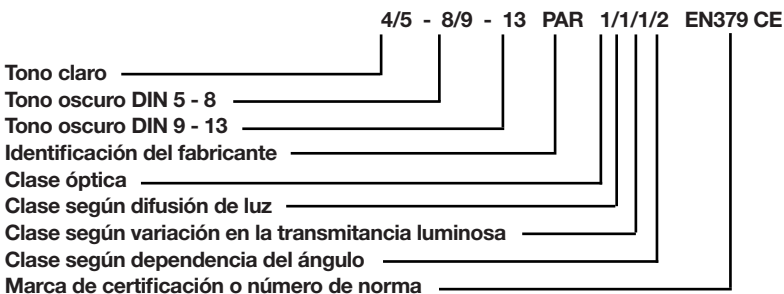 4/5 - 8/9 - 13 PAR 1/1/1/2 EN379 CE
Tono claro
Tono oscuro DIN 5 - 8
Tono oscuro DIN 9 - 13
Identificación del fabricante
Clase óptica
Clase según difusión de luz
Clase según variación en la transmitancia luminosa
Clase según dependencia del ángulo
Marca de certificación o número de norma